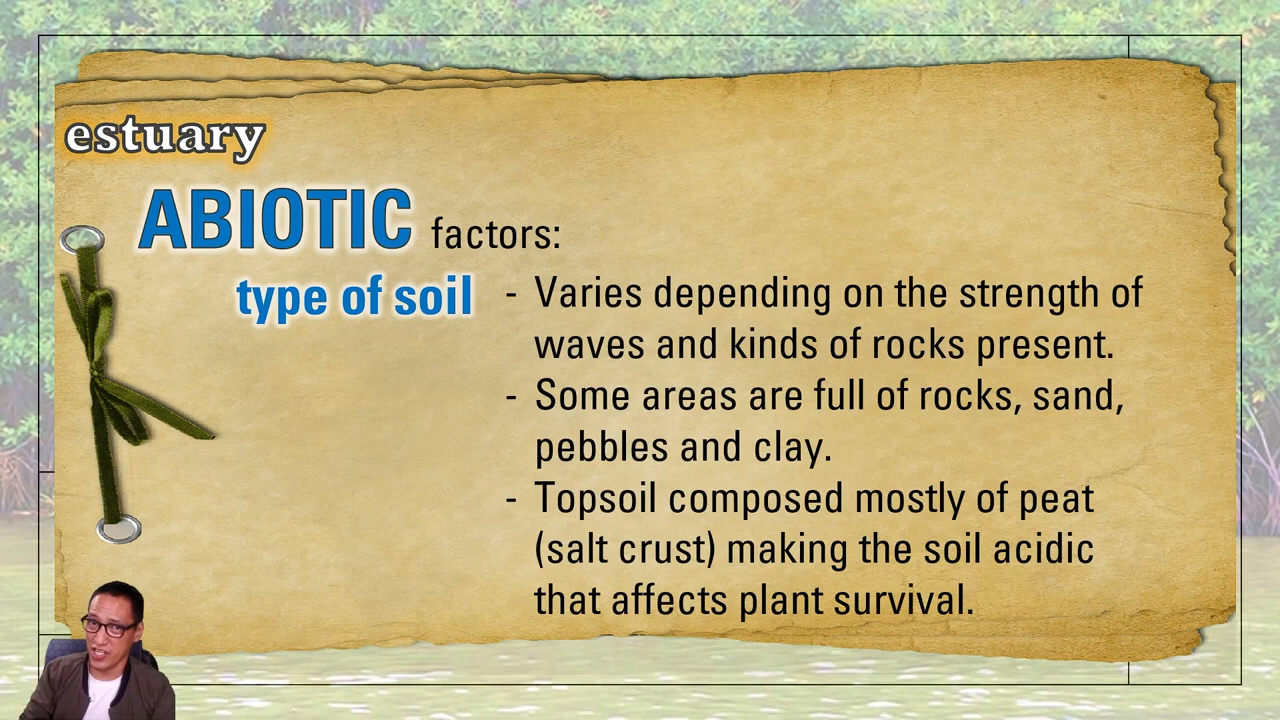 estuary
ABIOTIC factors:
type of soil - Varies depending on the strength of
waves and kinds of rocks present.
- Some areas are full of rocks, sand,
pebbles and clay.
- Topsoil composed mostly of peat
(salt crust) making the soil acidic
that affects plant survival.